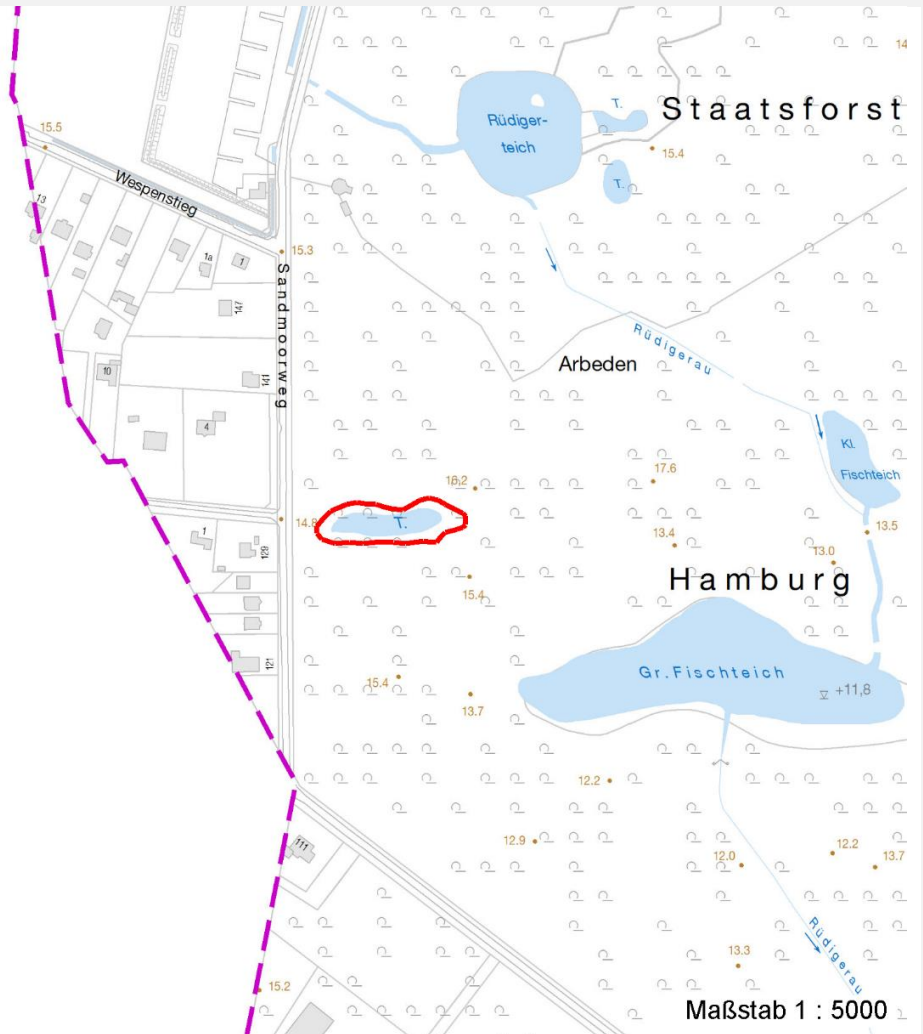 14
T.
Staatsforst
Rüdiger-
teich
15.5
15.4
Wespenstieg
T.
13
15.3
1a
1
Sandmoorweg
147
Rüdigerau
Arbeden
10
141
4
Kl.
Fischteich
17.6
14.8
T.
13.5
1
129
13.4
13.0
Hamburg
15.4
121
Gr.Fischteich
15.4
+11,8
13.7
12.2
111
12.9
12.2
12.0
13.7
Rüdigerau
13.3
15.2
Maßstab 1 : 5000